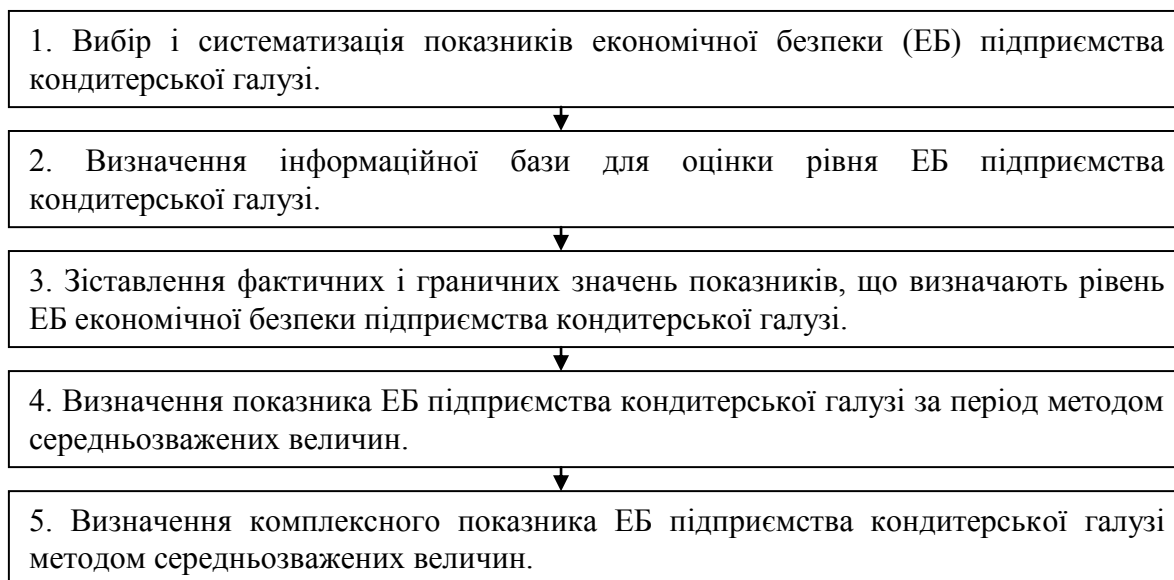 1. Вибір і систематизація показників економічної безпеки (ЕБ) підприємства
кондитерської галузі.
2. Визначення інформаційної бази для оцінки рівня ЕБ підприємства
кондитерської галузі.
3. Зіставлення фактичних і граничних значень показників, що визначають рівень
ЕБ економічної безпеки підприємства кондитерської галузі.
4. Визначення показника ЕБ підприємства кондитерської галузі за період методом
середньозважених величин.
5. Визначення комплексного показника ЕБ підприємства кондитерської галузі
методом середньозважених величин.